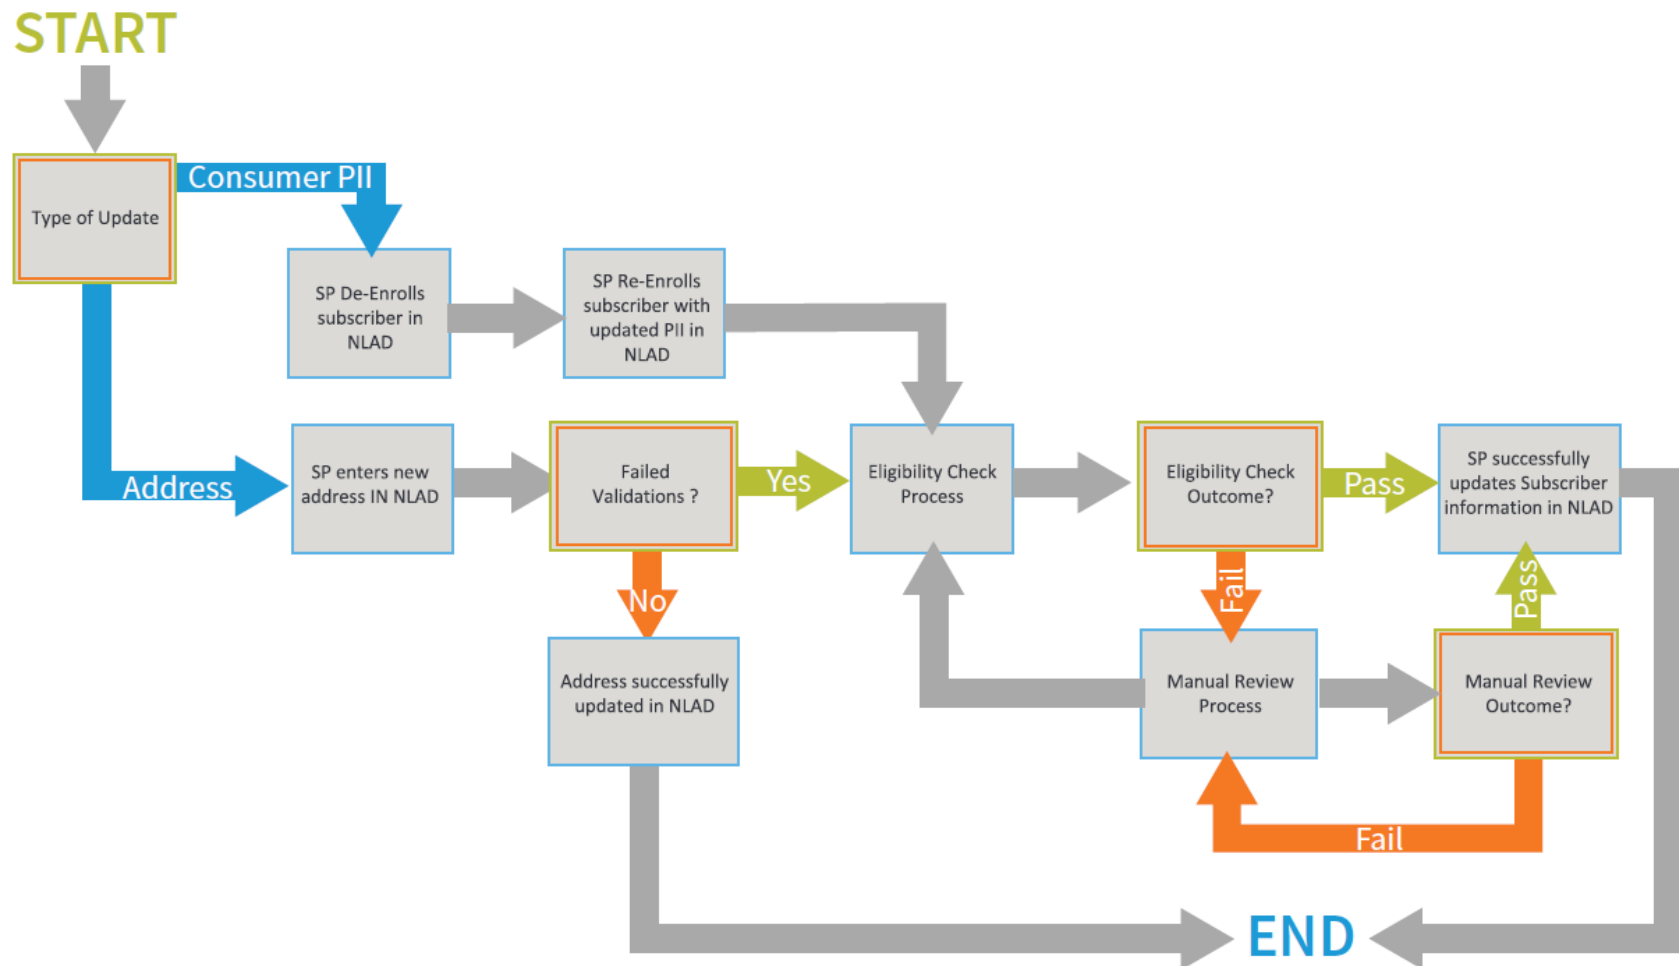 START
Consumer PII
Type of Update
SP De-Enrolls
subscriber in
NLAD
SP Re-Enrolls
subscriber with
updated PII in
NLAD
Address
SP enters new
address IN NLAD
Failed
Validations ?
Yes
Eligibility Check
Process
Eligibility Check
Outcome?
Pass
SP successfully
updates Subscriber
information in NLAD
No
Fail
Pass
Address successfully
updated in NLAD
Manual Review
Process
Manual Review
Outcome?
Fail
END